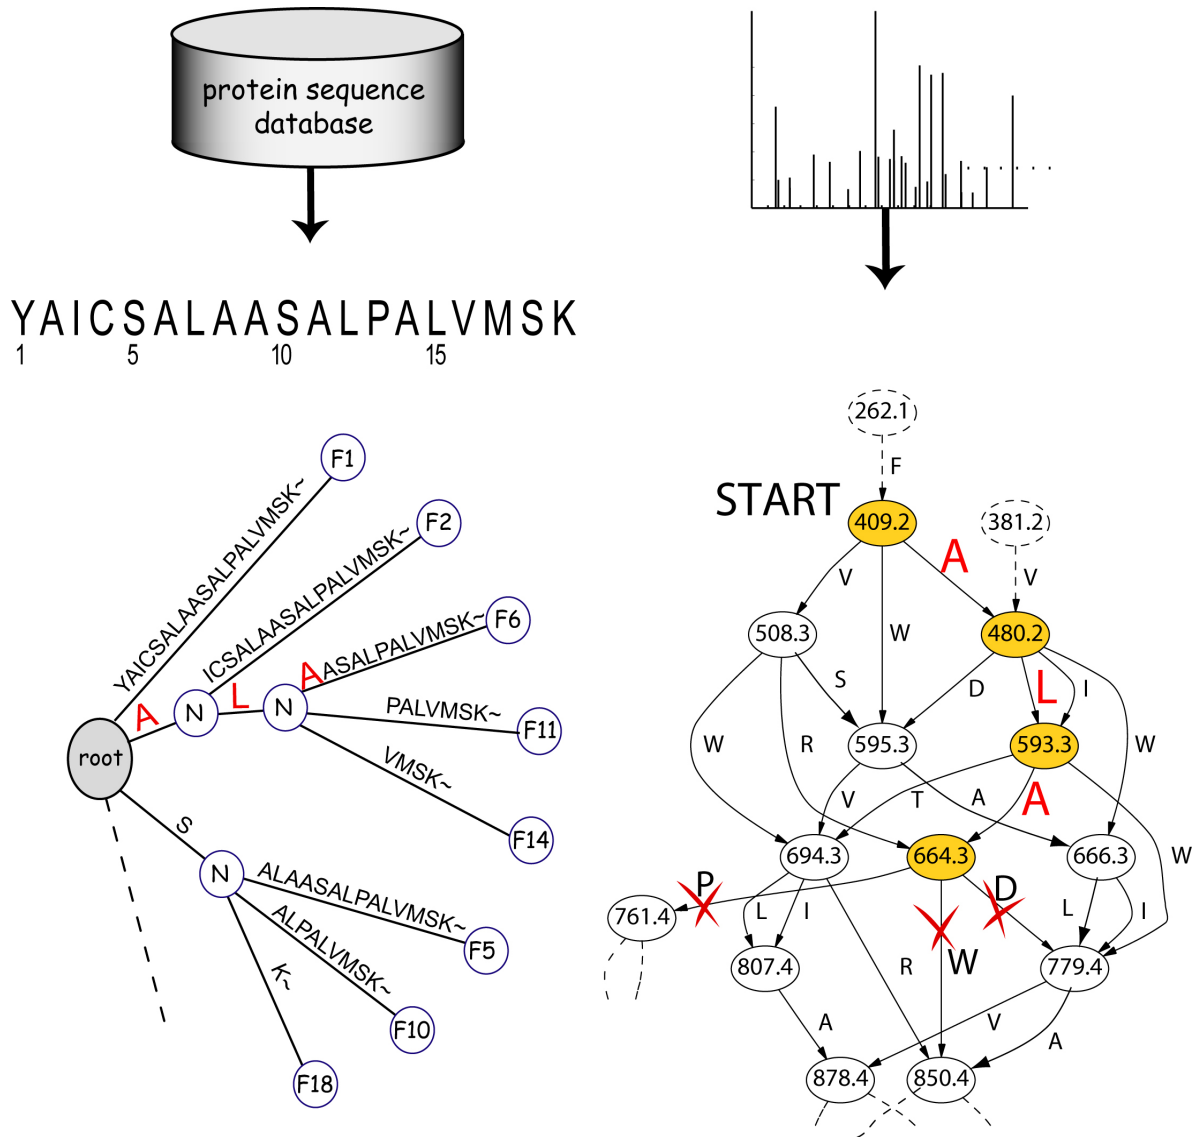 protein sequence
database
YAICSALAASALPALVMSK
1 5 10 15
F1
YAICSALAASALPALVMSK~
F2
ICSALAASALPALVMSK~
F6
AASALPALVMSK~
A N L N
PALVMSK~
F11
root
VMSK~
F14
S
N
ALAASALPALVMSK~
F5
ALPALVMSK~
F10
K~
F18
262.1
F
START
409.2
381.2
A
V
V
508.3
W
480.2
S
D
L
I
W
R
595.3
593.3
W
V
T
A
A
W
694.3
664.3
666.3
P
D
761.4
L
I
L
I
807.4
R
W
779.4
A
V
A
878.4
850.4